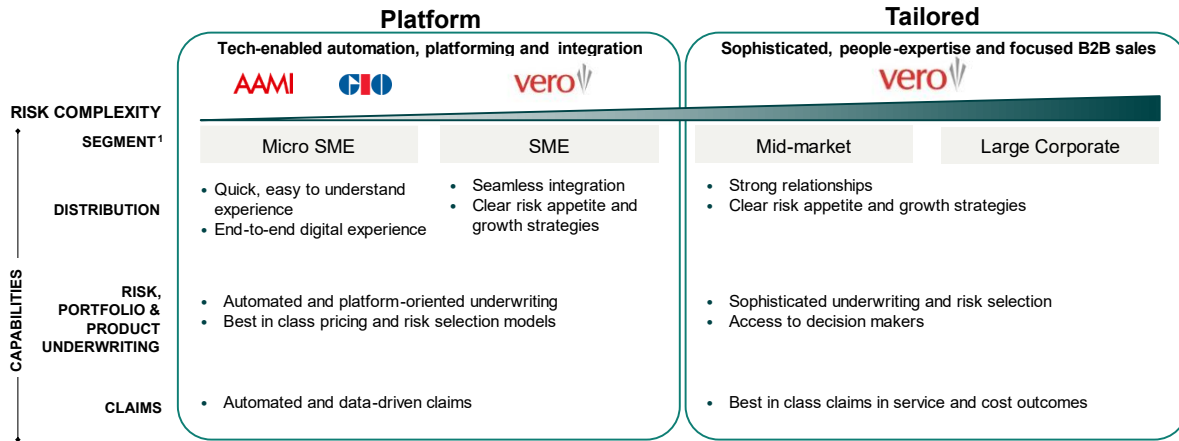 Platform
Tailored
Tech-enabled automation, platforming and integration
Sophisticated, people-expertise and focused B2B sales
AAMI
GIO
vero
vero
RISK COMPLEXITY
SEGMENT1
Micro SME
SME
Mid-market
Large Corporate
CAPABILITIES
DISTRIBUTION
• Quick, easy to understand
experience
• End-to-end digital experience
• Seamless integration
• Clear risk appetite and
growth strategies
• Strong relationships
• Clear risk appetite and growth strategies
RISK,
PORTFOLIO &
PRODUCT
UNDERWRITING
• Automated and platform-oriented underwriting
• Best in class pricing and risk selection models
• Sophisticated underwriting and risk selection
• Access to decision makers
CLAIMS
• Automated and data-driven claims
• Best in class claims in service and cost outcomes